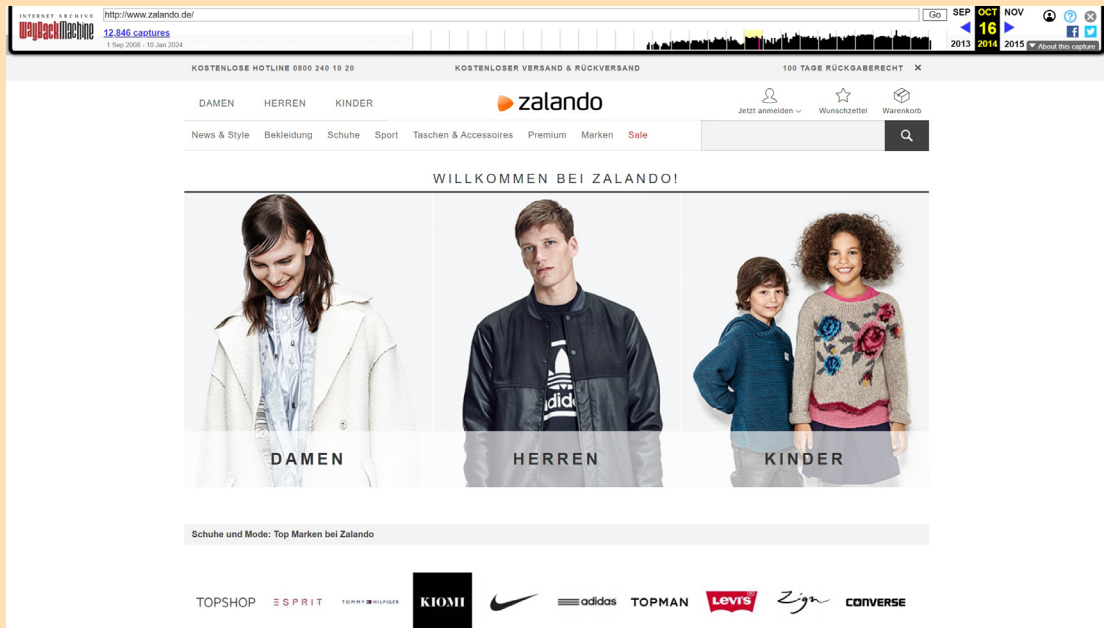 INTERNET ARCHIVE
WayBackMachine
http://www.zalando.de/
Go
SEP OCT NOV
16
2013 2014 2015
12,846 captures
1 Sep 2008 - 10 Jan 2024
About this capture
KOSTENLOSE HOTLINE 0800 240 10 20
KOSTENLOSER VERSAND & RÜCKVERSAND
100 TAGE RÜCKGABERECHT
DAMEN HERREN KINDER
zalando
Jetzt anmelden Wunschzettel Warenkorb
News & Style Bekleidung Schuhe Sport Taschen & Accessoires Premium Marken Sale
WILLKOMMEN BEI ZALANDO!
adida
DAMEN HERREN KINDER
Schuhe und Mode: Top Marken bei Zalando
TOPSHOP ESPRIT TOMMY HILFIGER KIOMI adidas TOPMAN LEVI'S Zign CONVERSE